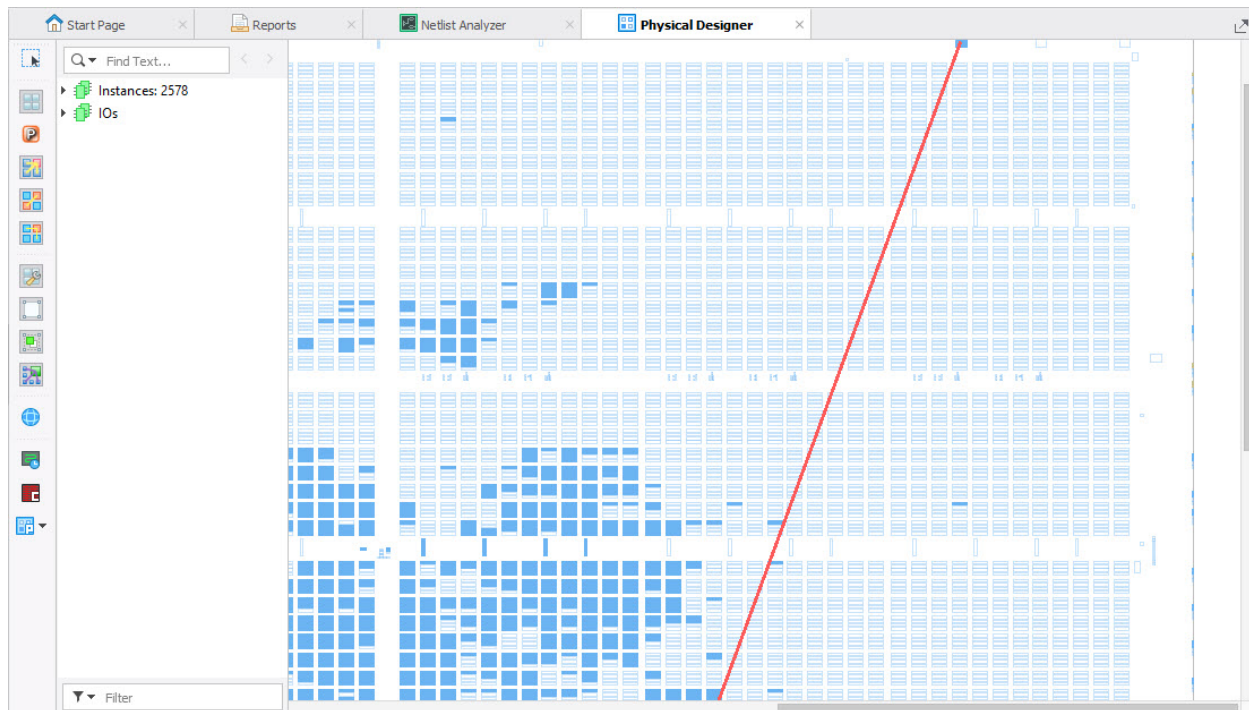 Start Page
Reports
Netlist Analyzer
Physical Designer
Find Text...
Instances: 2578
IOs
Filter